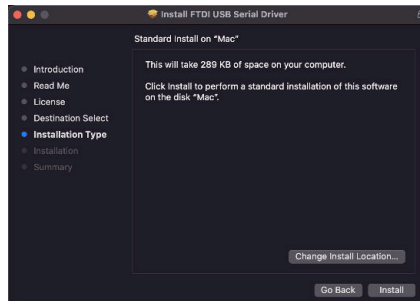 Install FTDI USB Serial Driver
Standard Install on “Mac”
Introduction
Read Me
License
Destination Select
Installation Type
Installation
Summary
This will take 289 KB of space on your computer.
Click Install to perform a standard installation of this software
on the disk “Mac”.
Change Install Location...
Go Back
Install